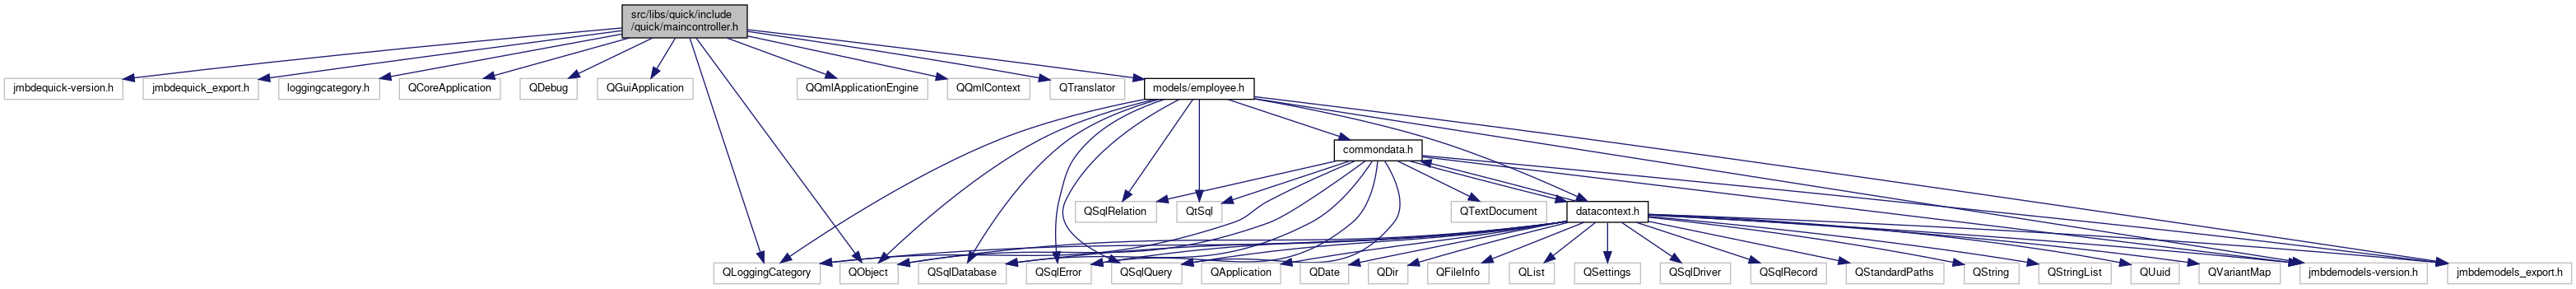 src/libs/quick/include
/quick/maincontroller.h
jmbdequick-version.h
jmbdequick_export.h
loggingcategory.h
QCoreApplication
QDebug
QGuiApplication
QQmlApplicationEngine
QQmlContext
QTranslator
models/employee.h
commondata.h
QSqlRelation
QtSql
QTextDocument
datacontext.h
QLoggingCategory
QObject
QSqlDatabase
QSqlError
QSqlQuery
QApplication
QDate
QDir
QFileInfo
QList
QSettings
QSqlDriver
QSqlRecord
QStandardPaths
QString
QStringList
QUuid
QVariantMap
jmbdemodels-version.h
jmbdemodels_export.h